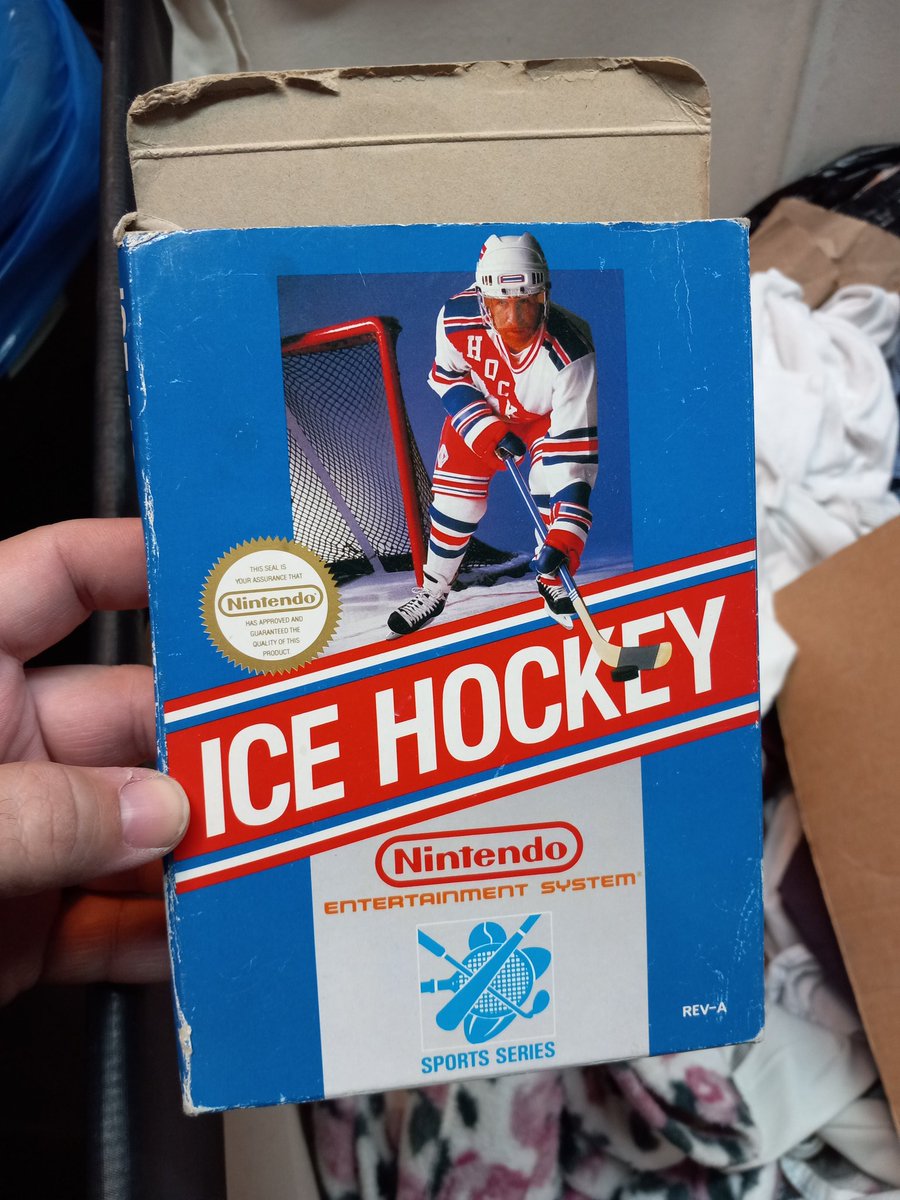 HOCK
THIS SEAL IS
YOUR ASSURANCE THAT
Nintendo
HAS APPROVED AND
GUARANTEED THE
QUALITY OF THIS
PRODUCT
ICE HOCKEY
Nintendo
ENTERTAINMENT SYSTEM®
SPORTS SERIES
REV-A